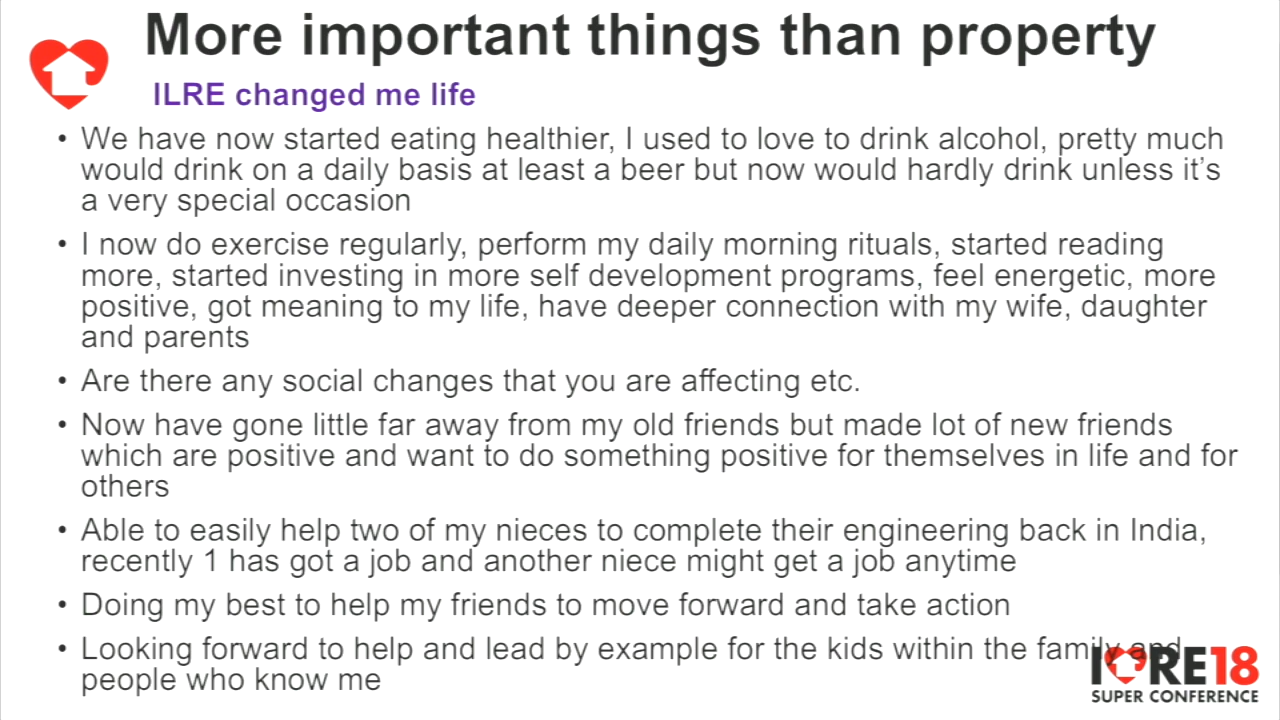 More important things than property
ILRE changed me life
• We have now started eating healthier, I used to love to drink alcohol, pretty much
would drink on a daily basis at least a beer but now would hardly drink unless it’s
a very special occasion
• I now do exercise regularly, perform my daily morning rituals, started reading
more, started investing in more self development programs, feel energetic, more
positive, got meaning to my life, have deeper connection with my wife, daughter
and parents
• Are there any social changes that you are affecting etc.
• Now have gone little far away from my old friends but made lot of new friends
which are positive and want to do something positive for themselves in life and for
others
• Able to easily help two of my nieces to complete their engineering back in India,
recently 1 has got a job and another niece might get a job anytime
• Doing my best to help my friends to move forward and take action
• Looking forward to help and lead by example for the kids within the family and
people who know me
I RE18
SUPER CONFERENCE